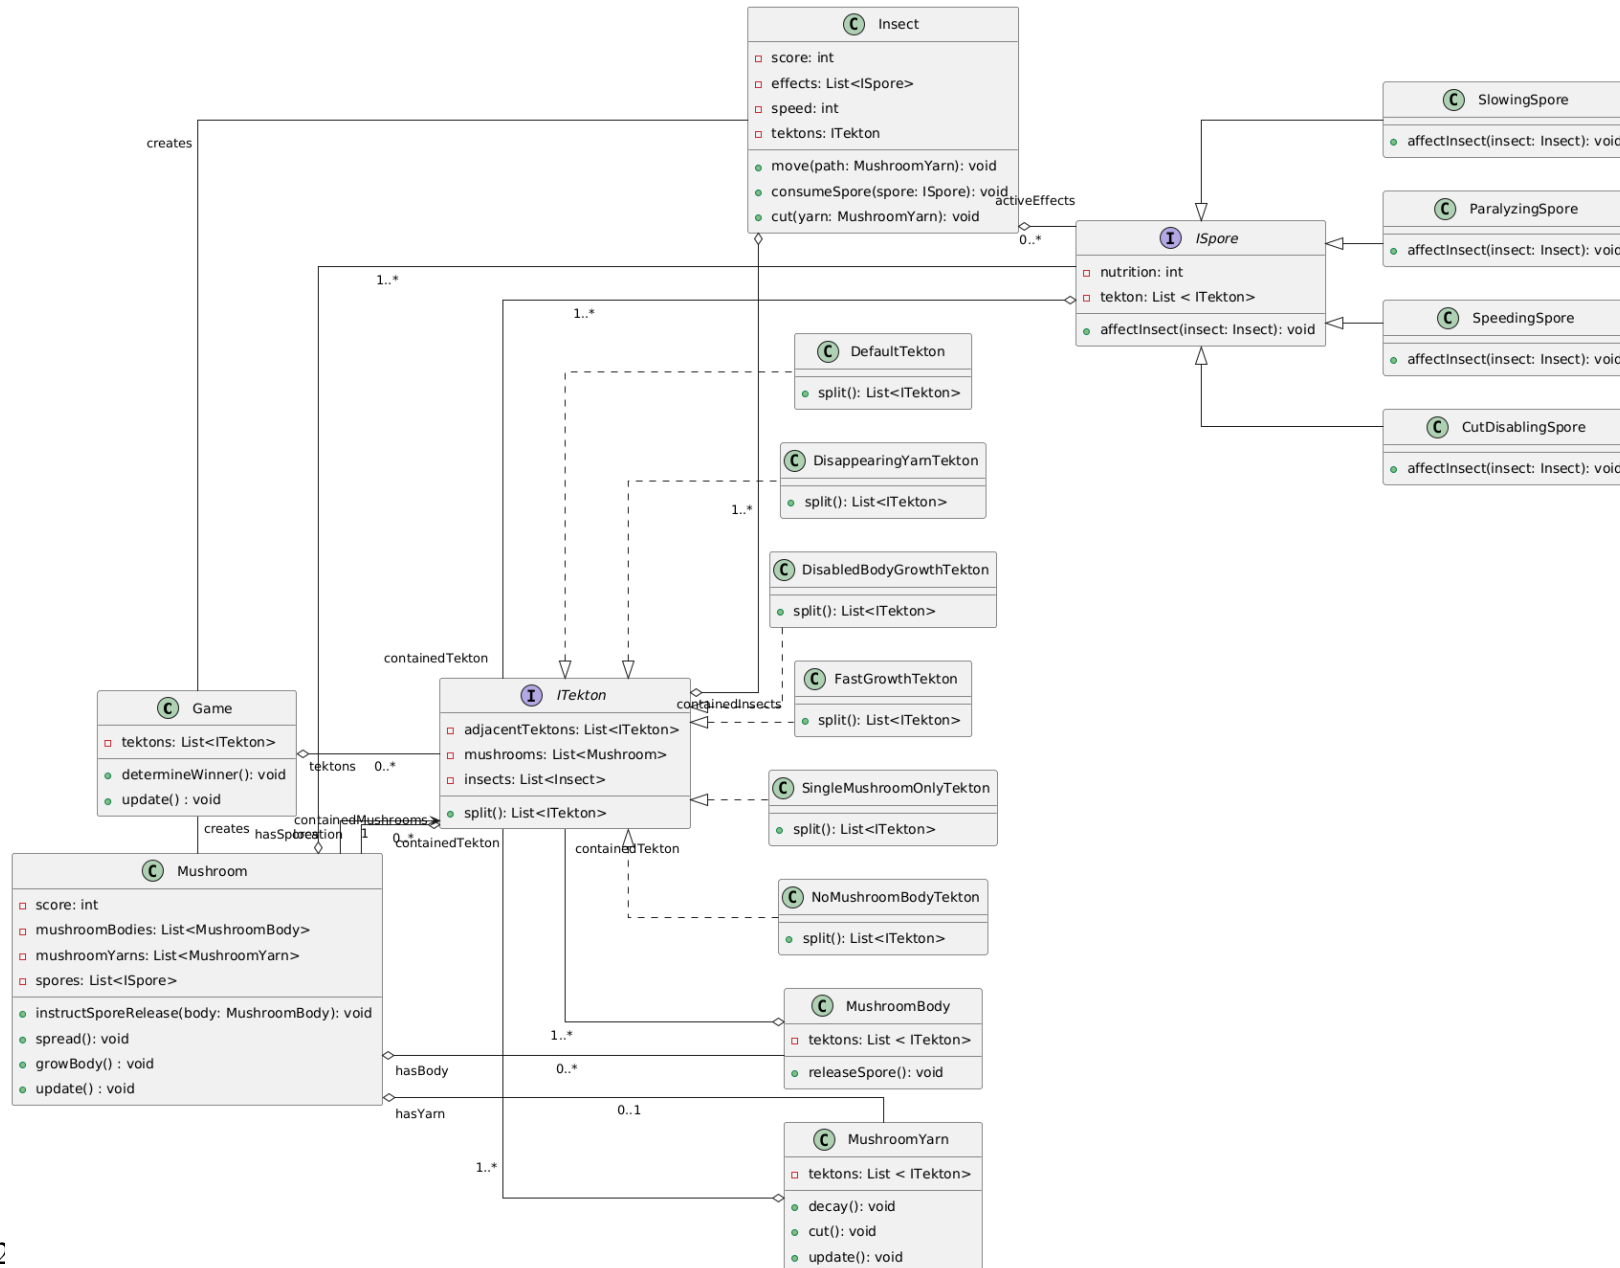 C Insect
score: int
effects: List<ISpore>
speed: int
tektons: ITekton
move(path: MushroomYarn): void
consumeSpore(spore: ISpore): void
cut(yarn: MushroomYarn): void
creates
activeEffects
0..*
C SlowingSpore
affectInsect(insect: Insect): void
C ParalyzingSpore
affectInsect(insect: Insect): void
I ISpore
nutrition: int
tekton: List < ITekton>
affectInsect(insect: Insect): void
C SpeedingSpore
affectInsect(insect: Insect): void
C CutDisablingSpore
affectInsect(insect: Insect): void
1..*
1..*
C DefaultTekton
split(): List<ITekton>
C DisappearingYarnTekton
split(): List<ITekton>
1..*
C DisabledBodyGrowthTekton
split(): List<ITekton>
containedTekton
containedInsects
C FastGrowthTekton
split(): List<ITekton>
C Game
tektons: List<ITekton>
determineWinner(): void
update() : void
tektons 0..*
I ITekton
adjacentTektons: List<ITekton>
mushrooms: List<Mushroom>
insects: List<Insect>
split(): List<ITekton>
C SingleMushroomOnlyTekton
split(): List<ITekton>
creates
hasSpores
location
containedMushrooms
1
0..*
containedTekton
containedTekton
C NoMushroomBodyTekton
split(): List<ITekton>
C Mushroom
score: int
mushroomBodies: List<MushroomBody>
mushroomYarns: List<MushroomYarn>
spores: List<ISpore>
instructSporeRelease(body: MushroomBody): void
spread(): void
growBody() : void
update() : void
C MushroomBody
tektons: List < ITekton>
releaseSpore(): void
1..*
hasBody
0..*
hasYarn
0..1
C MushroomYarn
tektons: List < ITekton>
decay(): void
cut(): void
update(): void
1..*